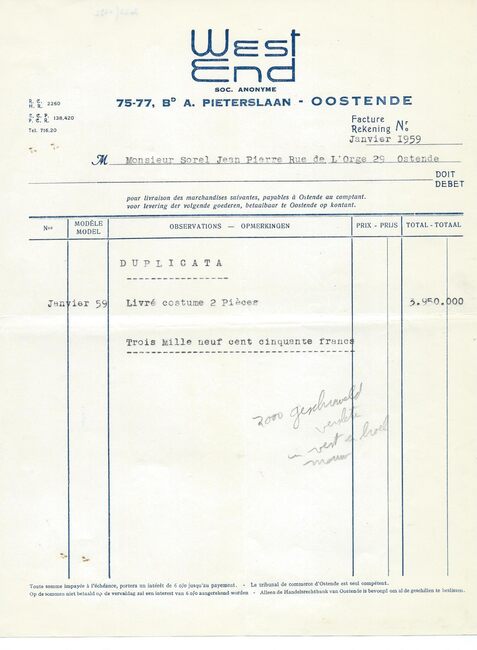 West
End
SOC. ANONYME
75-77, Bᴰ A. PIETERSLAAN - OOSTENDE
R. C.
H. R. 2260
C. C. P.
P. C. R. 138.420
Tel. 716.20
Facture
Rekening Nʳ
Janvier 1959
M Monsieur Sorel Jean Pierre Rue de L'Orge 29 Ostende
DOIT
DEBET
pour livraison des marchandises suivantes, payables à Ostende au comptant.
voor levering der volgende goederen, betaalbaar te Oostende op kontant.
Nᵒˢ MODÈLE MODEL OBSERVATIONS — OPMERKINGEN PRIX - PRIJS TOTAL - TOTAAL
DUPLICATA
Janvier 59 Livré costume 2 Pièces 3.950.000
Trois Mille neuf cent cinquante francs
2000 gescheurd
vest
Toute somme impayée à l'échéance, portera un intérêt de 6 o/o jusqu'au payement. - Le tribunal de commerce d'Ostende est seul compétent.
Op de sommen niet betaald op de vervaldag zal een interest van 6 o/o aangerekend worden - Alleen de Handelsrechtbank van Oostende is bevoegd om al de geschillen te beslissen.